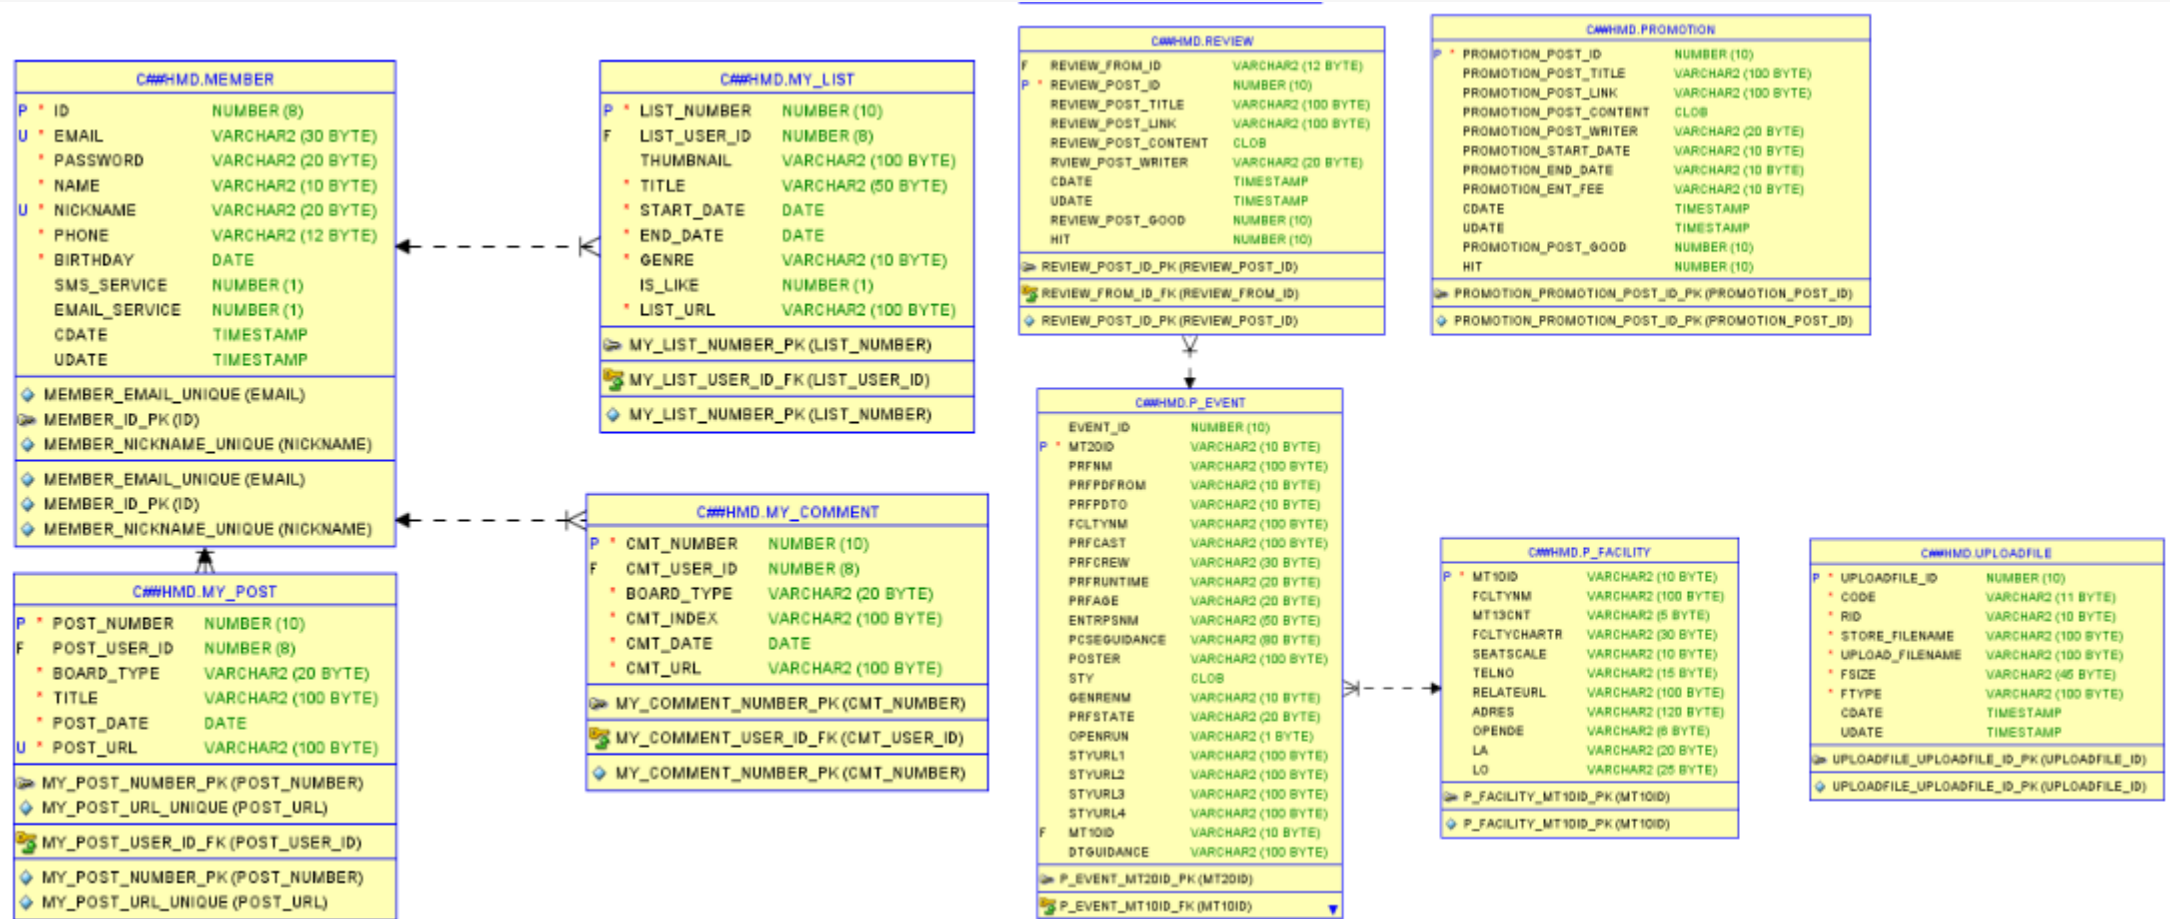 C##HMD.MEMBER
P * ID NUMBER (8)
U * EMAIL VARCHAR2 (30 BYTE)
* PASSWORD VARCHAR2 (20 BYTE)
* NAME VARCHAR2 (10 BYTE)
U * NICKNAME VARCHAR2 (20 BYTE)
* PHONE VARCHAR2 (12 BYTE)
* BIRTHDAY DATE
SMS_SERVICE NUMBER (1)
EMAIL_SERVICE NUMBER (1)
CDATE TIMESTAMP
UDATE TIMESTAMP
MEMBER_EMAIL_UNIQUE (EMAIL)
MEMBER_ID_PK (ID)
MEMBER_NICKNAME_UNIQUE (NICKNAME)
MEMBER_EMAIL_UNIQUE (EMAIL)
MEMBER_ID_PK (ID)
MEMBER_NICKNAME_UNIQUE (NICKNAME)
C##HMD.MY_POST
P * POST_NUMBER NUMBER (10)
F POST_USER_ID NUMBER (8)
* BOARD_TYPE VARCHAR2 (20 BYTE)
* TITLE VARCHAR2 (100 BYTE)
* POST_DATE DATE
U * POST_URL VARCHAR2 (100 BYTE)
MY_POST_NUMBER_PK (POST_NUMBER)
MY_POST_URL_UNIQUE (POST_URL)
MY_POST_USER_ID_FK (POST_USER_ID)
MY_POST_NUMBER_PK (POST_NUMBER)
MY_POST_URL_UNIQUE (POST_URL)
C##HMD.MY_LIST
P * LIST_NUMBER NUMBER (10)
F LIST_USER_ID NUMBER (8)
THUMBNAIL VARCHAR2 (100 BYTE)
* TITLE VARCHAR2 (50 BYTE)
* START_DATE DATE
* END_DATE DATE
* GENRE VARCHAR2 (10 BYTE)
IS_LIKE NUMBER (1)
* LIST_URL VARCHAR2 (100 BYTE)
MY_LIST_NUMBER_PK (LIST_NUMBER)
MY_LIST_USER_ID_FK (LIST_USER_ID)
MY_LIST_NUMBER_PK (LIST_NUMBER)
C##HMD.MY_COMMENT
P * CMT_NUMBER NUMBER (10)
F CMT_USER_ID NUMBER (8)
* BOARD_TYPE VARCHAR2 (20 BYTE)
* CMT_INDEX VARCHAR2 (100 BYTE)
* CMT_DATE DATE
* CMT_URL VARCHAR2 (100 BYTE)
MY_COMMENT_NUMBER_PK (CMT_NUMBER)
MY_COMMENT_USER_ID_FK (CMT_USER_ID)
MY_COMMENT_NUMBER_PK (CMT_NUMBER)
C##HMD.REVIEW
F REVIEW_FROM_ID VARCHAR2 (12 BYTE)
P * REVIEW_POST_ID NUMBER (10)
REVIEW_POST_TITLE VARCHAR2 (100 BYTE)
REVIEW_POST_LINK VARCHAR2 (100 BYTE)
REVIEW_POST_CONTENT CLOB
RVIEW_POST_WRITER VARCHAR2 (20 BYTE)
CDATE TIMESTAMP
UDATE TIMESTAMP
REVIEW_POST_GOOD NUMBER (10)
HIT NUMBER (10)
REVIEW_POST_ID_PK (REVIEW_POST_ID)
REVIEW_FROM_ID_FK (REVIEW_FROM_ID)
REVIEW_POST_ID_PK (REVIEW_POST_ID)
C##HMD.PROMOTION
P * PROMOTION_POST_ID NUMBER (10)
PROMOTION_POST_TITLE VARCHAR2 (100 BYTE)
PROMOTION_POST_LINK VARCHAR2 (100 BYTE)
PROMOTION_POST_CONTENT CLOB
PROMOTION_POST_WRITER VARCHAR2 (20 BYTE)
PROMOTION_START_DATE VARCHAR2 (10 BYTE)
PROMOTION_END_DATE VARCHAR2 (10 BYTE)
PROMOTION_ENT_FEE VARCHAR2 (10 BYTE)
CDATE TIMESTAMP
UDATE TIMESTAMP
PROMOTION_POST_GOOD NUMBER (10)
HIT NUMBER (10)
PROMOTION_PROMOTION_POST_ID_PK (PROMOTION_POST_ID)
PROMOTION_PROMOTION_POST_ID_PK (PROMOTION_POST_ID)
C##HMD.P_EVENT
EVENT_ID NUMBER (10)
P * MT20ID VARCHAR2 (10 BYTE)
PRFNM VARCHAR2 (100 BYTE)
PRFPDFROM VARCHAR2 (10 BYTE)
PRFPDTO VARCHAR2 (10 BYTE)
FCLTYNM VARCHAR2 (100 BYTE)
PRFCAST VARCHAR2 (100 BYTE)
PRFCREW VARCHAR2 (30 BYTE)
PRFRUNTIME VARCHAR2 (20 BYTE)
PRFAGE VARCHAR2 (20 BYTE)
ENTRPSNM VARCHAR2 (50 BYTE)
PCSEGUIDANCE VARCHAR2 (80 BYTE)
POSTER VARCHAR2 (100 BYTE)
STY CLOB
GENRENM VARCHAR2 (10 BYTE)
PRFSTATE VARCHAR2 (20 BYTE)
OPENRUN VARCHAR2 (1 BYTE)
STYURL1 VARCHAR2 (100 BYTE)
STYURL2 VARCHAR2 (100 BYTE)
STYURL3 VARCHAR2 (100 BYTE)
STYURL4 VARCHAR2 (100 BYTE)
F MT10ID VARCHAR2 (10 BYTE)
DTGUIDANCE VARCHAR2 (100 BYTE)
P_EVENT_MT20ID_PK (MT20ID)
P_EVENT_MT10ID_FK (MT10ID)
C##HMD.P_FACILITY
P * MT10ID VARCHAR2 (10 BYTE)
FCLTYNM VARCHAR2 (100 BYTE)
MT13CNT VARCHAR2 (5 BYTE)
FCLTYCHARTR VARCHAR2 (30 BYTE)
SEATSCALE VARCHAR2 (10 BYTE)
TELNO VARCHAR2 (15 BYTE)
RELATEURL VARCHAR2 (100 BYTE)
ADRES VARCHAR2 (120 BYTE)
OPENDE VARCHAR2 (6 BYTE)
LA VARCHAR2 (20 BYTE)
LO VARCHAR2 (25 BYTE)
P_FACILITY_MT10ID_PK (MT10ID)
P_FACILITY_MT10ID_PK (MT10ID)
C##HMD.UPLOADFILE
P * UPLOADFILE_ID NUMBER (10)
* CODE VARCHAR2 (11 BYTE)
* RID VARCHAR2 (10 BYTE)
* STORE_FILENAME VARCHAR2 (100 BYTE)
* UPLOAD_FILENAME VARCHAR2 (100 BYTE)
* FSIZE VARCHAR2 (45 BYTE)
* FTYPE VARCHAR2 (100 BYTE)
CDATE TIMESTAMP
UDATE TIMESTAMP
UPLOADFILE_UPLOADFILE_ID_PK (UPLOADFILE_ID)
UPLOADFILE_UPLOADFILE_ID_PK (UPLOADFILE_ID)